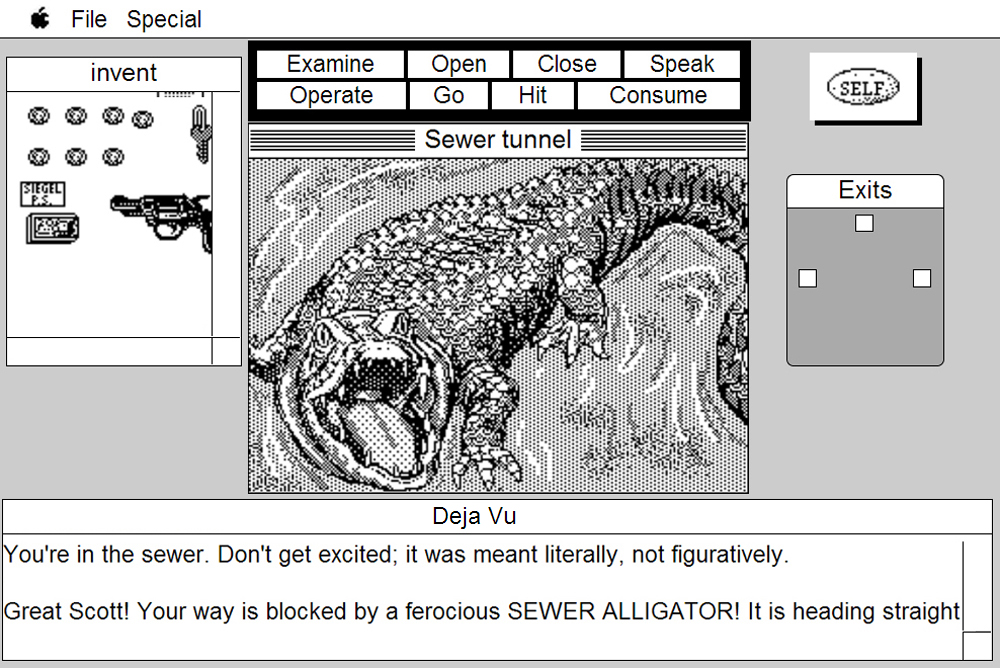 File Special
invent
Examine Open Close Speak
Operate Go Hit Consume
SELF
Sewer tunnel
Exits
SIEGEL
P.S.
Deja Vu
You're in the sewer. Don't get excited; it was meant literally, not figuratively.
Great Scott! Your way is blocked by a ferocious SEWER ALLIGATOR! It is heading straight